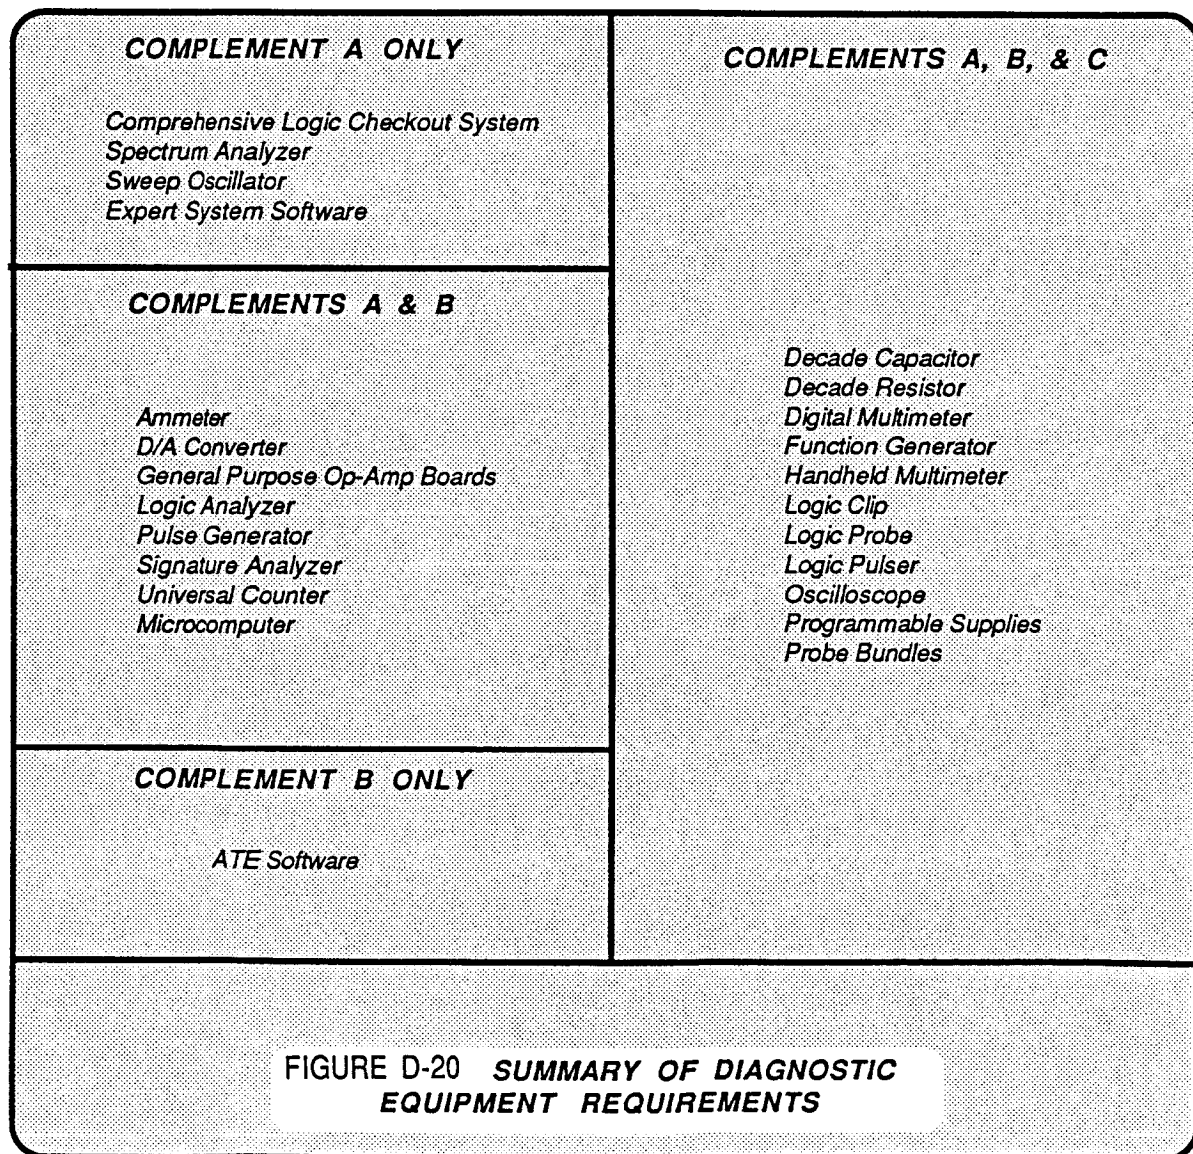 COMPLEMENT A ONLY
Comprehensive Logic Checkout System
Spectrum Analyzer
Sweep Oscillator
Expert System Software
COMPLEMENTS A & B
Ammeter
D/A Converter
General Purpose Op-Amp Boards
Logic Analyzer
Pulse Generator
Signature Analyzer
Universal Counter
Microcomputer
COMPLEMENT B ONLY
ATE Software
COMPLEMENTS A, B, & C
Decade Capacitor
Decade Resistor
Digital Multimeter
Function Generator
Handheld Multimeter
Logic Clip
Logic Probe
Logic Pulser
Oscilloscope
Programmable Supplies
Probe Bundles
FIGURE D-20 SUMMARY OF DIAGNOSTIC
EQUIPMENT REQUIREMENTS